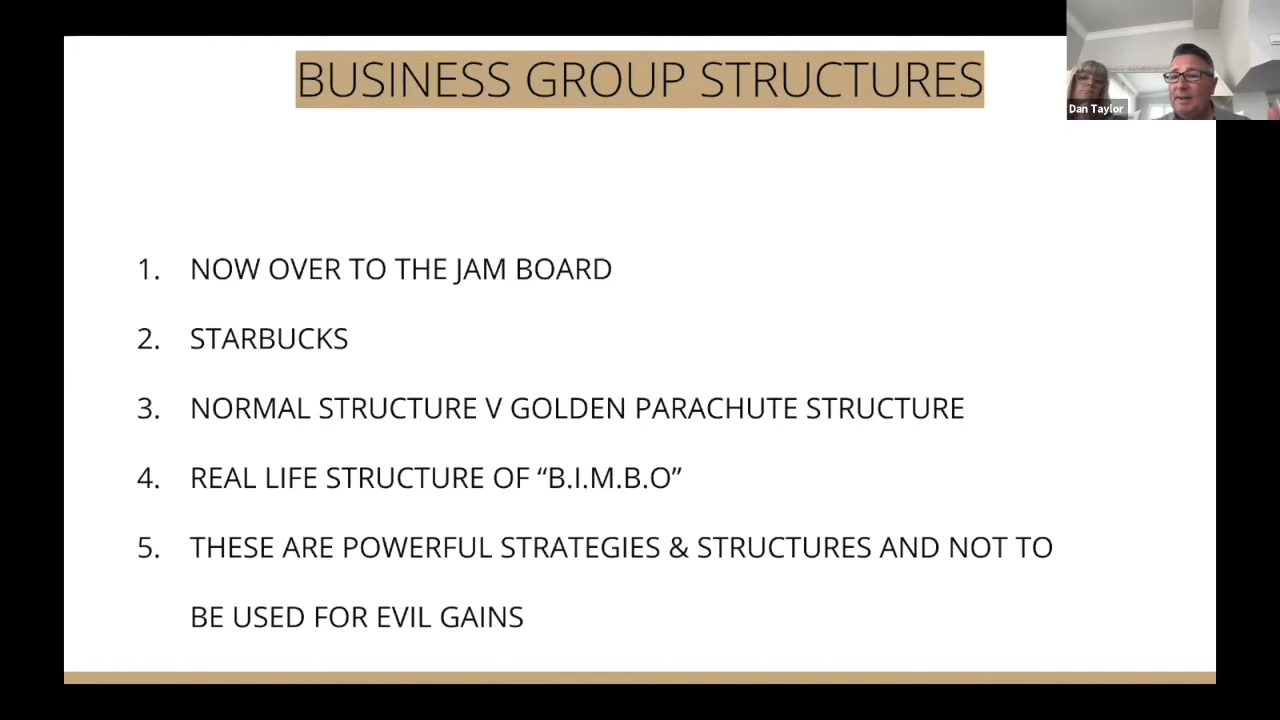 BUSINESS GROUP STRUCTURES
Dan Taylor
1. NOW OVER TO THE JAM BOARD
2. STARBUCKS
3. NORMAL STRUCTURE V GOLDEN PARACHUTE STRUCTURE
4. REAL LIFE STRUCTURE OF “B.I.M.B.O”
5. THESE ARE POWERFUL STRATEGIES & STRUCTURES AND NOT TO
BE USED FOR EVIL GAINS